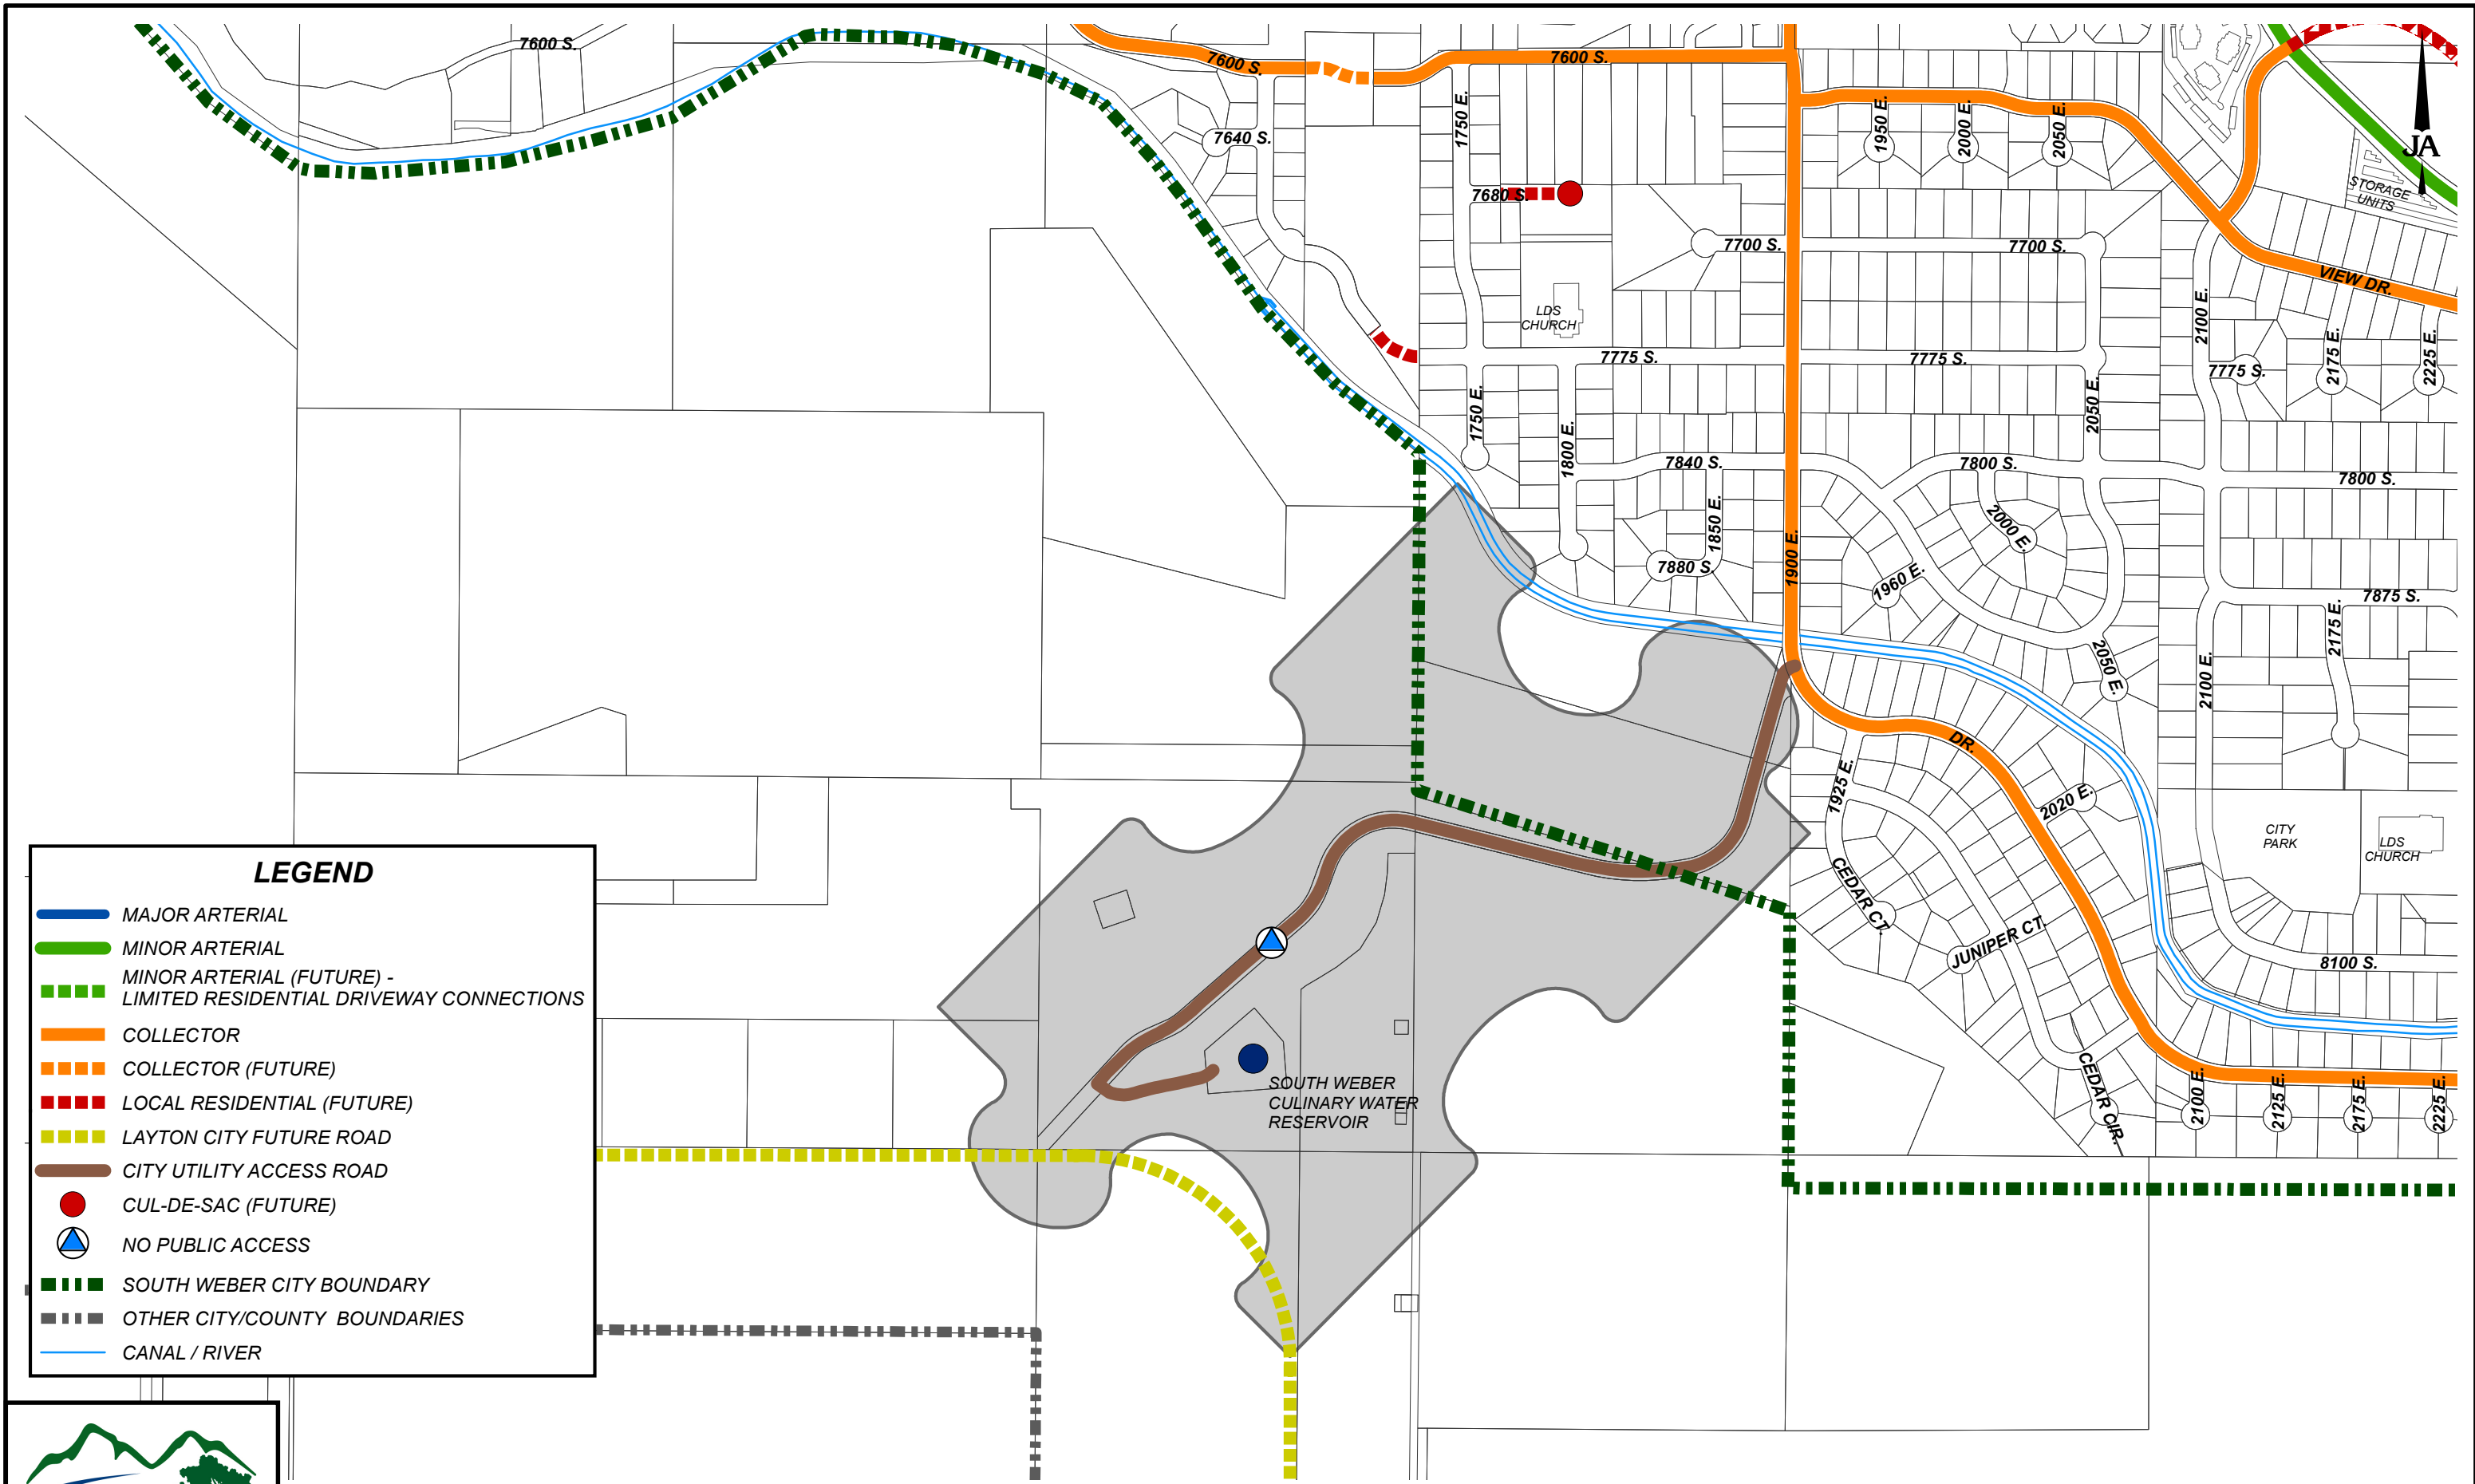 7600 S.
7600 S.
7600 S.
1750 E.
1950 E.
2000 E.
2050 E.
JA
7640 S.
7680 S.
STORAGE
UNITS
7700 S.
7700 S.
VIEW DR.
LDS
CHURCH
2100 E.
7775 S.
7775 S.
7775 S.
2175 E.
2225 E.
1750 E.
1800 E.
2050 E.
7840 S.
7800 S.
7800 S.
1850 E.
2000 E.
7880 S.
1900 E.
1960 E.
7875 S.
2175 E.
2050 E.
2100 E.
DR.
1925 E.
2020 E.
CITY
PARK
LDS
CHURCH
CEDAR CT.
JUNIPER CT.
8100 S.
CEDAR CIR.
2100 E.
2125 E.
2175 E.
2225 E.
SOUTH WEBER
CULINARY WATER
RESERVOIR
LEGEND
MAJOR ARTERIAL
MINOR ARTERIAL
MINOR ARTERIAL (FUTURE) -
LIMITED RESIDENTIAL DRIVEWAY CONNECTIONS
COLLECTOR
COLLECTOR (FUTURE)
LOCAL RESIDENTIAL (FUTURE)
LAYTON CITY FUTURE ROAD
CITY UTILITY ACCESS ROAD
CUL-DE-SAC (FUTURE)
NO PUBLIC ACCESS
SOUTH WEBER CITY BOUNDARY
OTHER CITY/COUNTY BOUNDARIES
CANAL / RIVER